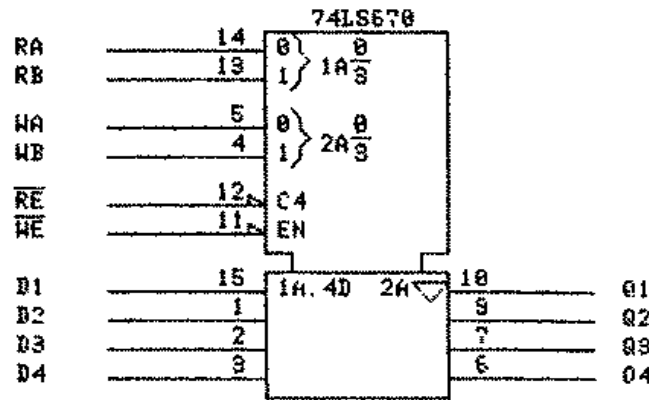 74LS670
RA 14 0 } 1A 0/3
RB 13 1
WA 5 0 } 2A 0/3
WB 4 1
RE 12 C4
WE 11 EN
D1 15 1A.4D 2A 10 Q1
D2 1 9 Q2
D3 2 7 Q3
D4 3 6 Q4